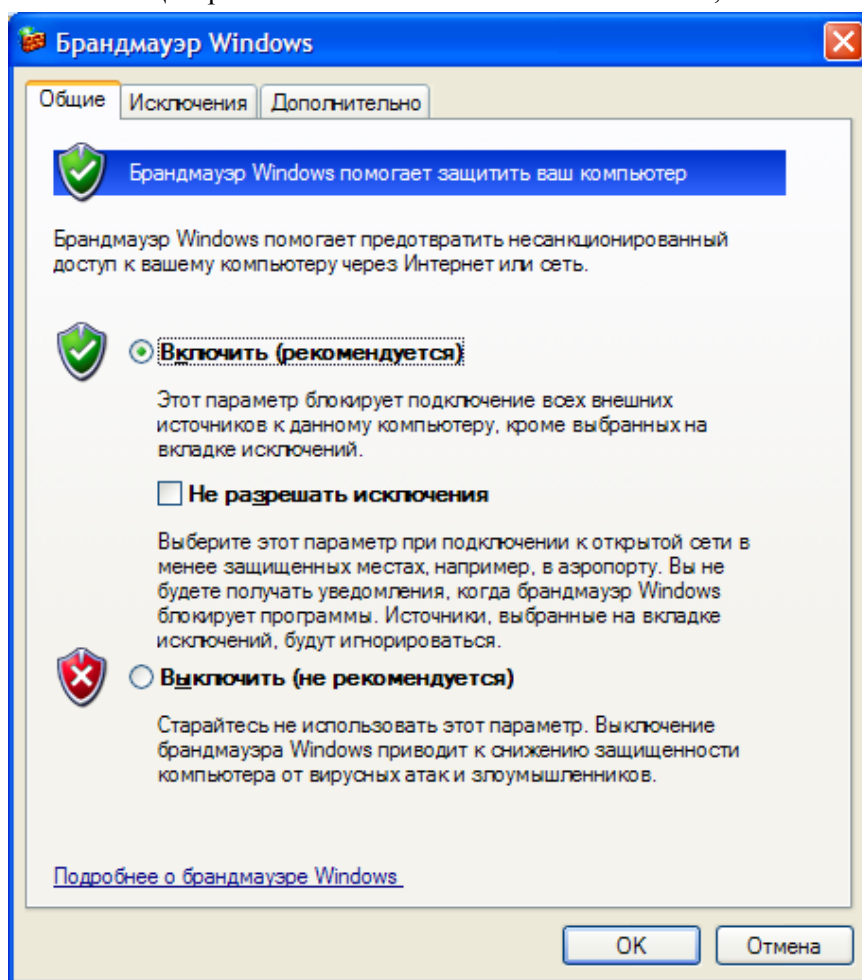 Брандмауэр Windows
Общие
Исключения
Дополнительно
Брандмауэр Windows помогает защитить ваш компьютер
Брандмауэр Windows помогает предотвратить несанкционированный
доступ к вашему компьютеру через Интернет или сеть.
Включить (рекомендуется)
Этот параметр блокирует подключение всех внешних
источников к данному компьютеру, кроме выбранных на
вкладке исключений.
Не разрешать исключения
Выберите этот параметр при подключении к открытой сети в
менее защищенных местах, например, в аэропорту. Вы не
будете получать уведомления, когда брандмауэр Windows
блокирует программы. Источники, выбранные на вкладке
исключений, будут игнорироваться.
Выключить (не рекомендуется)
Старайтесь не использовать этот параметр. Выключение
брандмауэра Windows приводит к снижению защищенности
компьютера от вирусных атак и злоумышленников.
Подробнее о брандмауэре Windows
OK
Отмена